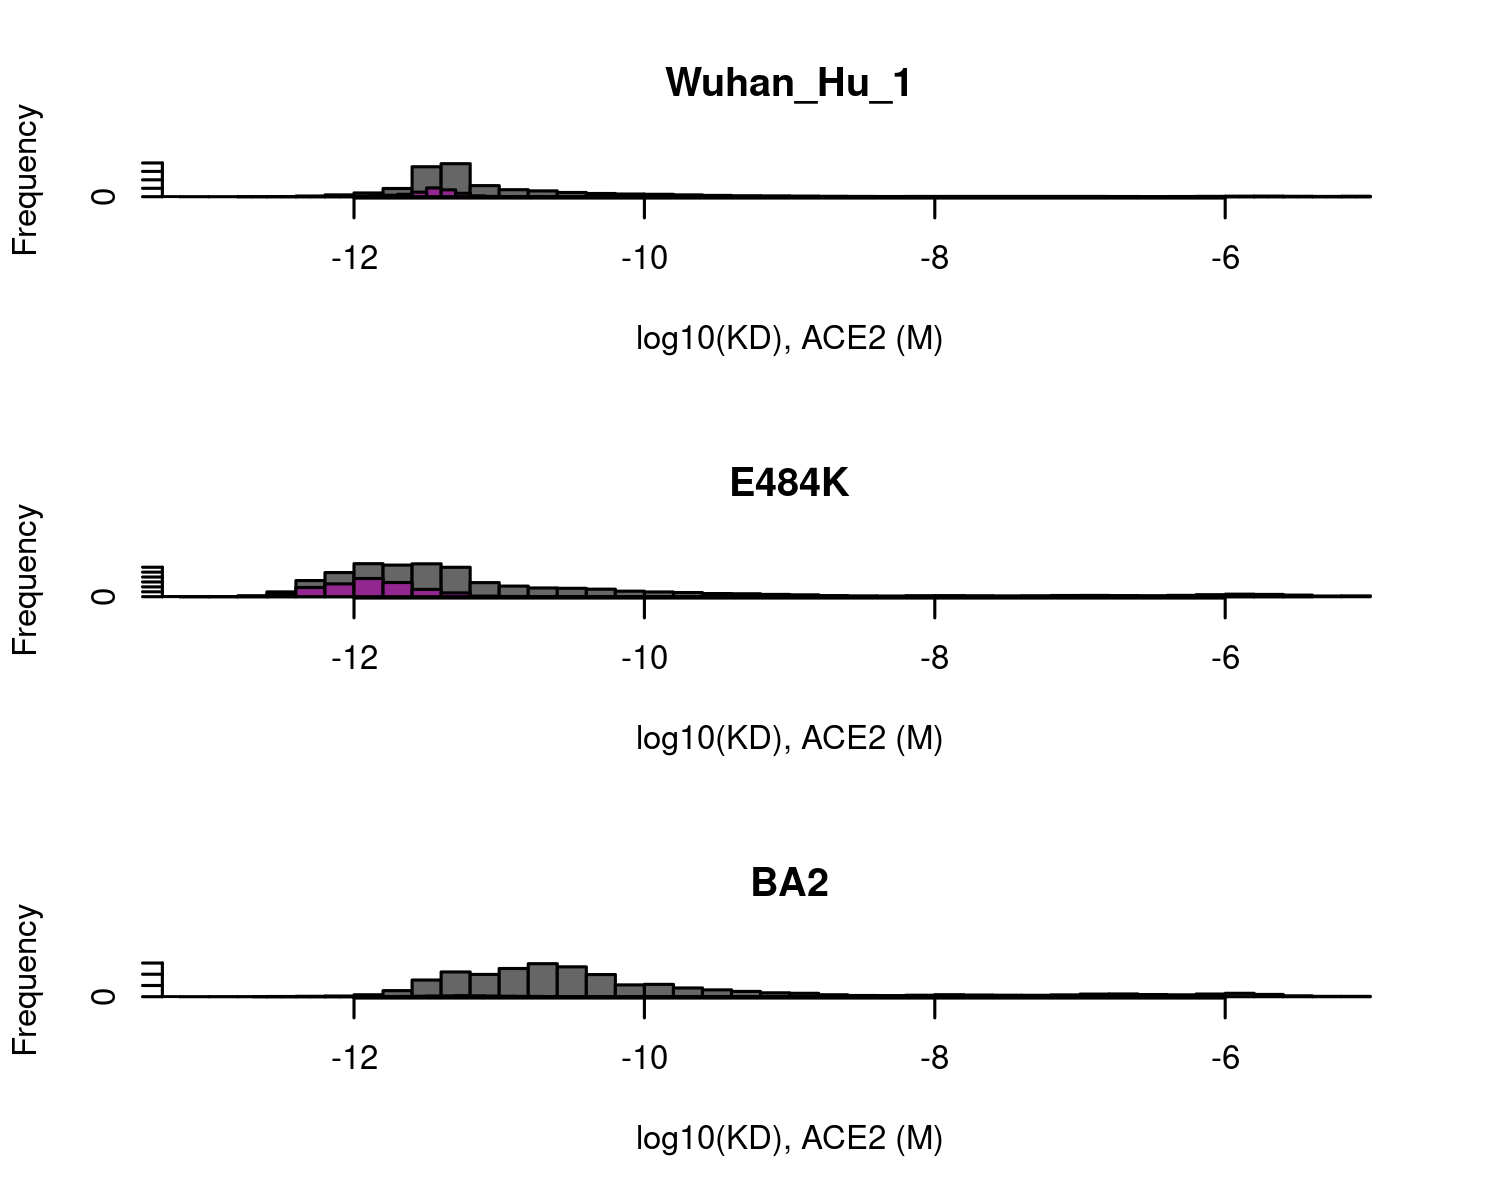 Wuhan_Hu_1
Frequency
0
-12 -10 -8 -6
log10(KD), ACE2 (M)
E484K
Frequency
0
-12 -10 -8 -6
log10(KD), ACE2 (M)
BA2
Frequency
0
-12 -10 -8 -6
log10(KD), ACE2 (M)